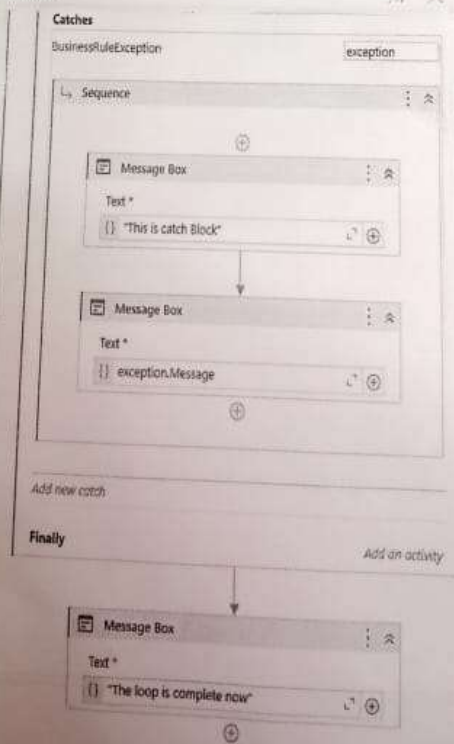 Catches
BusinessRuleException exception
Sequence
Message Box
Text *
{} "This is catch Block"
Message Box
Text *
{} exception.Message
Add new catch
Finally
Add an activity
Message Box
Text *
{} "The loop is complete now"